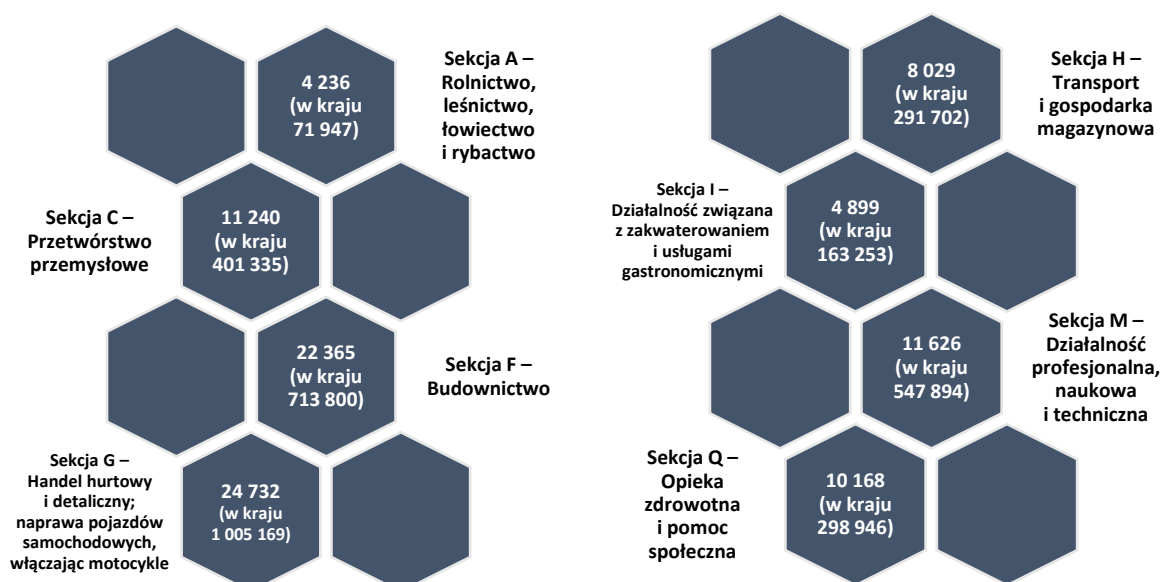 4 236
(w kraju
71 947)
Sekcja A –
Rolnictwo,
leśnictwo,
łowiectwo
i rybactwo
Sekcja C –
Przetwórstwo
przemysłowe
11 240
(w kraju
401 335)
22 365
(w kraju
713 800)
Sekcja F –
Budownictwo
Sekcja G –
Handel hurtowy
i detaliczny;
naprawa pojazdów
samochodowych,
włączając motocykle
24 732
(w kraju
1 005 169)
8 029
(w kraju
291 702)
Sekcja H –
Transport
i gospodarka
magazynowa
Sekcja I –
Działalność związana
z zakwaterowaniem
i usługami
gastronomicznymi
4 899
(w kraju
163 253)
11 626
(w kraju
547 894)
Sekcja M –
Działalność
profesjonalna,
naukowa
i techniczna
Sekcja Q –
Opieka
zdrowotna
i pomoc
społeczna
10 168
(w kraju
298 946)